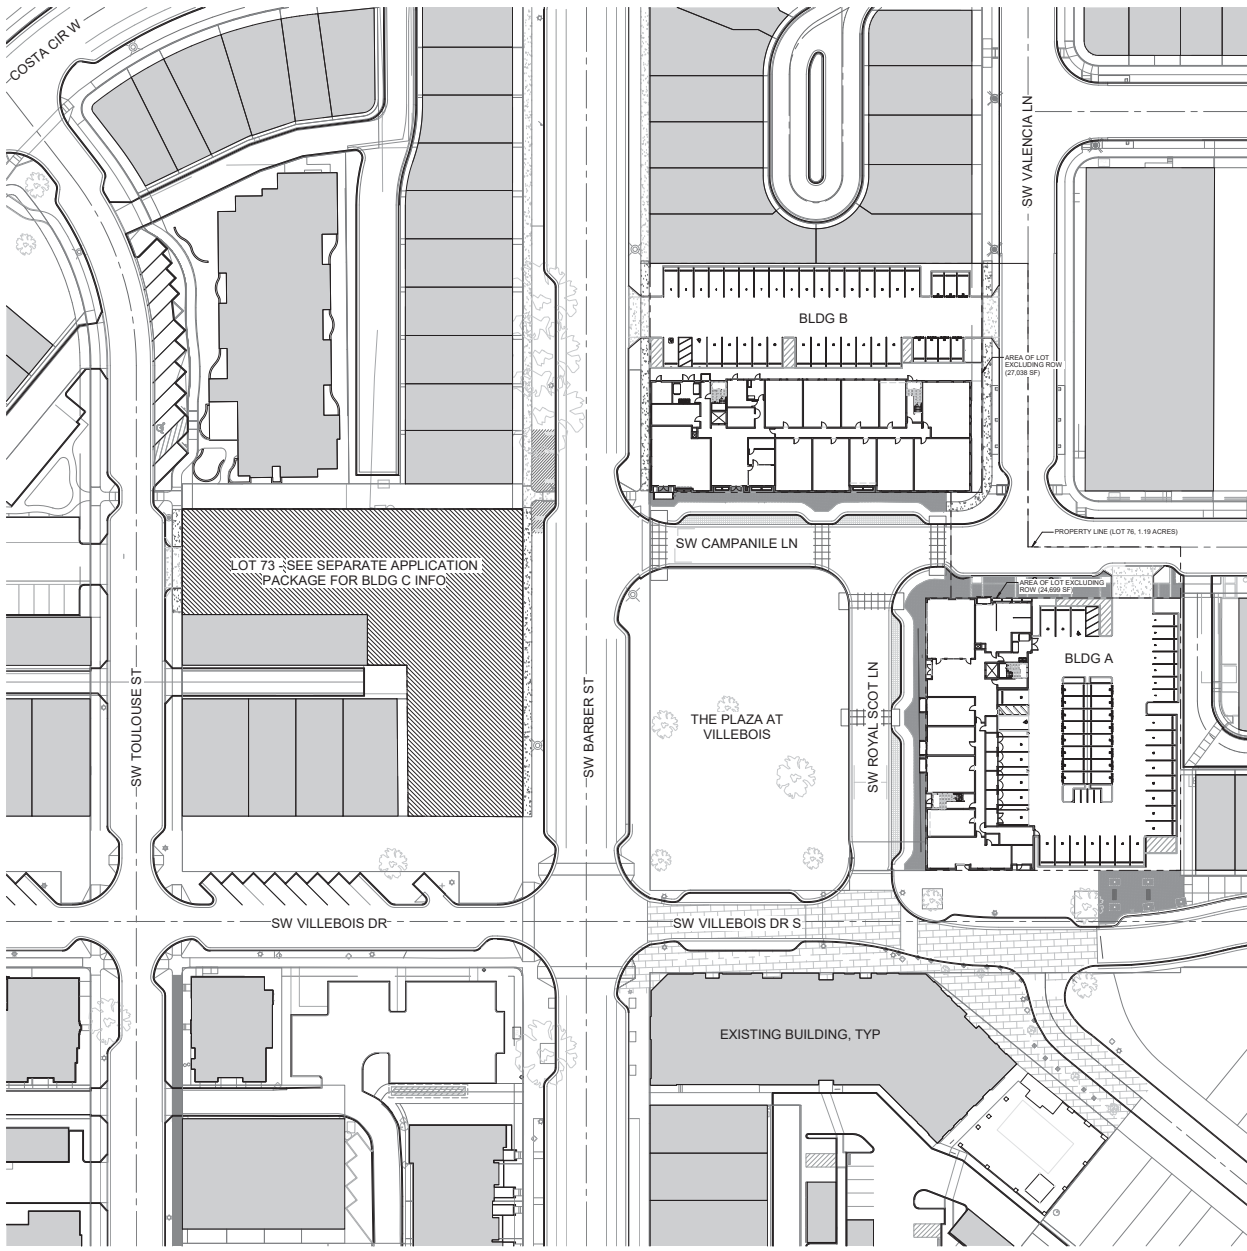 COSTA CIR W
SW VALENCIA LN
BLDG B
AREA OF LOT
EXCLUDING ROW
(27,038 SF)
PROPERTY LINE (LOT 76, 1.19 ACRES)
SW CAMPANILE LN
LOT 73 - SEE SEPARATE APPLICATION
PACKAGE FOR BLDG C INFO
AREA OF LOT EXCLUDING
ROW (24,699 SF)
BLDG A
SW TOULOUSE ST
SW BARBER ST
THE PLAZA AT
VILLEBOIS
SW ROYAL SCOT LN
SW VILLEBOIS DR
SW VILLEBOIS DR S
EXISTING BUILDING, TYP